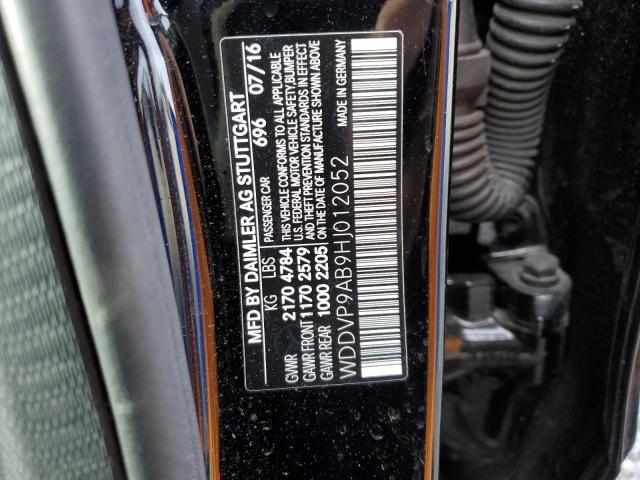 MFD BY DAIMLER AG STUTTGART
KG LBS PASSENGER CAR 696 07/16
GVWR 2170 4784 THIS VEHICLE CONFORMS TO ALL APPLICABLE
GAWR FRONT 1170 2579 U.S. FEDERAL MOTOR VEHICLE SAFETY, BUMPER
GAWR REAR 1000 2205 AND THEFT PREVENTION STANDARDS IN EFFECT
ON THE DATE OF MANUFACTURE SHOWN ABOVE
WDDVP9AB9HJ012052 MADE IN GERMANY